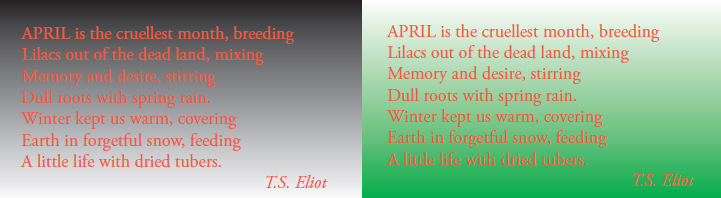 APRIL is the cruellest month, breeding
Lilacs out of the dead land, mixing
Memory and desire, stirring
Dull roots with spring rain.
Winter kept us warm, covering
Earth in forgetful snow, feeding
A little life with dried tubers.
T.S. Eliot
APRIL is the cruellest month, breeding
Lilacs out of the dead land, mixing
Memory and desire, stirring
Dull roots with spring rain.
Winter kept us warm, covering
Earth in forgetful snow, feeding
A little life with dried tubers.
T.S. Eliot